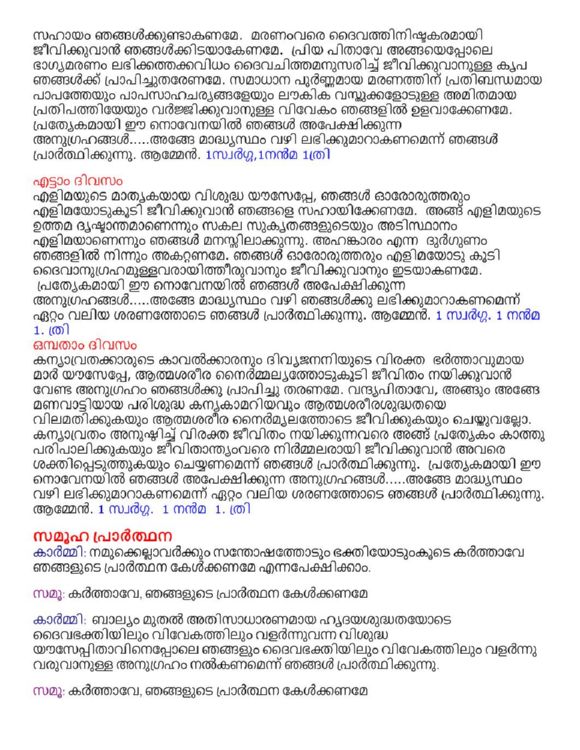 സഹായം ഞങ്ങൾക്കുണ്ടാകണമേ. മരണംവരെ ദൈവത്തിനിഷ്ടകരമായി
ജീവിക്കുവാൻ ഞങ്ങൾക്കിടയാകേണമേ. പ്രിയ പിതാവേ അങ്ങയെപ്പോലെ
ഭാഗ്യമരണം ലഭിക്കത്തക്കവിധം ദൈവചിത്തമനുസരിച്ച് ജീവിക്കുവാനുള്ള കൃപ
ഞങ്ങൾക്ക് പ്രാപിച്ചുതരേണമേ. സമാധാന പൂർണ്ണമായ മരണത്തിന് പ്രതിബന്ധമായ
പാപത്തേയും പാപസാഹചര്യങ്ങളേയും ലൗകിക വസ്തുക്കളോടുള്ള അമിതമായ
പ്രതിപത്തിയേയും വർജ്ജിക്കുവാനുള്ള വിവേകം ഞങ്ങളിൽ ഉളവാക്കേണമേ.
പ്രത്യേകമായി ഈ നൊവേനയിൽ ഞങ്ങൾ അപേക്ഷിക്കുന്ന
അനുഗ്രഹങ്ങൾ.....അങ്ങേ മാദ്ധ്യസ്ഥം വഴി ലഭിക്കുമാറാകണമെന്ന് ഞങ്ങൾ
പ്രാർത്ഥിക്കുന്നു. ആമ്മേൻ. 1സ്വർഗ്ഗ,1നൻമ 1ത്രി
എട്ടാം ദിവസം
എളിമയുടെ മാതൃകയായ വിശുദ്ധ യൗസേപ്പേ, ഞങ്ങൾ ഓരോരുത്തരും
എളിമയോടുകൂടി ജീവിക്കുവാൻ ഞങ്ങളെ സഹായിക്കേണമേ. അങ്ങ് എളിമയുടെ
ഉത്തമ ദൃഷ്ടാന്തമാണെന്നും സകല സുകൃതങ്ങളുടെയും അടിസ്ഥാനം
എളിമയാണെന്നും ഞങ്ങൾ മനസ്സിലാക്കുന്നു. അഹങ്കാരം എന്ന ദുർഗുണം
ഞങ്ങളിൽ നിന്നും അകറ്റണമേ. ഞങ്ങൾ ഓരോരുത്തരും എളിമയോടു കൂടി
ദൈവാനുഗ്രഹമുള്ളവരായിത്തീരുവാനും ജീവിക്കുവാനും ഇടയാകണമേ.
പ്രത്യേകമായി ഈ നൊവേനയിൽ ഞങ്ങൾ അപേക്ഷിക്കുന്ന
അനുഗ്രഹങ്ങൾ.....അങ്ങേ മാദ്ധ്യസ്ഥം വഴി ഞങ്ങൾക്കു ലഭിക്കുമാറാകണമെന്ന്
ഏറ്റം വലിയ ശരണത്തോടെ ഞങ്ങൾ പ്രാർത്ഥിക്കുന്നു. ആമ്മേൻ. 1 സ്വർഗ്ഗ. 1 നൻമ
1. ത്രി
ഒമ്പതാം ദിവസം
കന്യാവ്രതക്കാരുടെ കാവൽക്കാരനും ദിവ്യജനനിയുടെ വിരക്ത ഭർത്താവുമായ
മാർ യൗസേപ്പേ, ആത്മശരീര നൈർമ്മല്യത്തോടുകൂടി ജീവിതം നയിക്കുവാൻ
വേണ്ട അനുഗ്രഹം ഞങ്ങൾക്കു പ്രാപിച്ചു തരണമേ. വന്ദ്യപിതാവേ, അങ്ങും അങ്ങേ
മണവാട്ടിയായ പരിശുദ്ധ കന്യകാമറിയവും ആത്മശരീരശുദ്ധതയെ
വിലമതിക്കുകയും ആത്മശരീര നൈർമ്മല്യത്തോടെ ജീവിക്കുകയും ചെയ്തുവല്ലോ.
കന്യാവ്രതം അനുഷ്ഠിച്ച് വിരക്ത ജീവിതം നയിക്കുന്നവരെ അങ്ങ് പ്രത്യേകം കാത്തു
പരിപാലിക്കുകയും ജീവിതാന്ത്യംവരെ നിർമ്മലരായി ജീവിക്കുവാൻ അവരെ
ശക്തിപ്പെടുത്തുകയും ചെയ്യണമെന്ന് ഞങ്ങൾ പ്രാർത്ഥിക്കുന്നു. പ്രത്യേകമായി ഈ
നൊവേനയിൽ ഞങ്ങൾ അപേക്ഷിക്കുന്ന അനുഗ്രഹങ്ങൾ.....അങ്ങേ മാദ്ധ്യസ്ഥം
വഴി ലഭിക്കുമാറാകണമെന്ന് ഏറ്റം വലിയ ശരണത്തോടെ ഞങ്ങൾ പ്രാർത്ഥിക്കുന്നു.
ആമ്മേൻ. 1 സ്വർഗ്ഗ. 1 നൻമ 1. ത്രി
സമൂഹ പ്രാർത്ഥന
കാർമ്മി: നമുക്കെല്ലാവർക്കും സന്തോഷത്തോടും ഭക്തിയോടുംകൂടെ കർത്താവേ
ഞങ്ങളുടെ പ്രാർത്ഥന കേൾക്കണമേ എന്നപേക്ഷിക്കാം.
സമൂ: കർത്താവേ, ഞങ്ങളുടെ പ്രാർത്ഥന കേൾക്കണമേ
കാർമ്മി: ബാല്യം മുതൽ അതിസാധാരണമായ ഹൃദയശുദ്ധതയോടെ
ദൈവഭക്തിയിലും വിവേകത്തിലും വളർന്നുവന്ന വിശുദ്ധ
യൗസേപ്പിതാവിനെപ്പോലെ ഞങ്ങളും ദൈവഭക്തിയിലും വിവേകത്തിലും വളർന്നു
വരുവാനുള്ള അനുഗ്രഹം നൽകണമെന്ന് ഞങ്ങൾ പ്രാർത്ഥിക്കുന്നു.
സമൂ: കർത്താവേ, ഞങ്ങളുടെ പ്രാർത്ഥന കേൾക്കണമേ